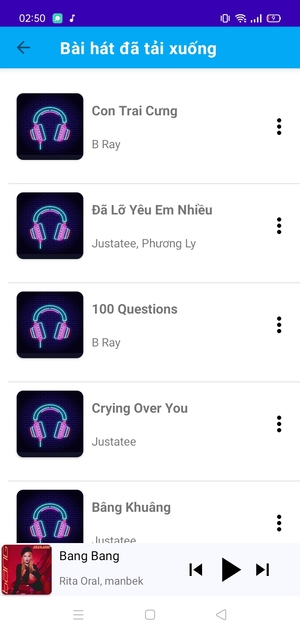 02:50
Bài hát đã tải xuống
Con Trai Cưng
B Ray
Đã Lỡ Yêu Em Nhiều
Justatee, Phương Ly
100 Questions
B Ray
Crying Over You
Justatee
Bâng Khuâng
Justatee
Bang Bang
Rita Oral, manbek